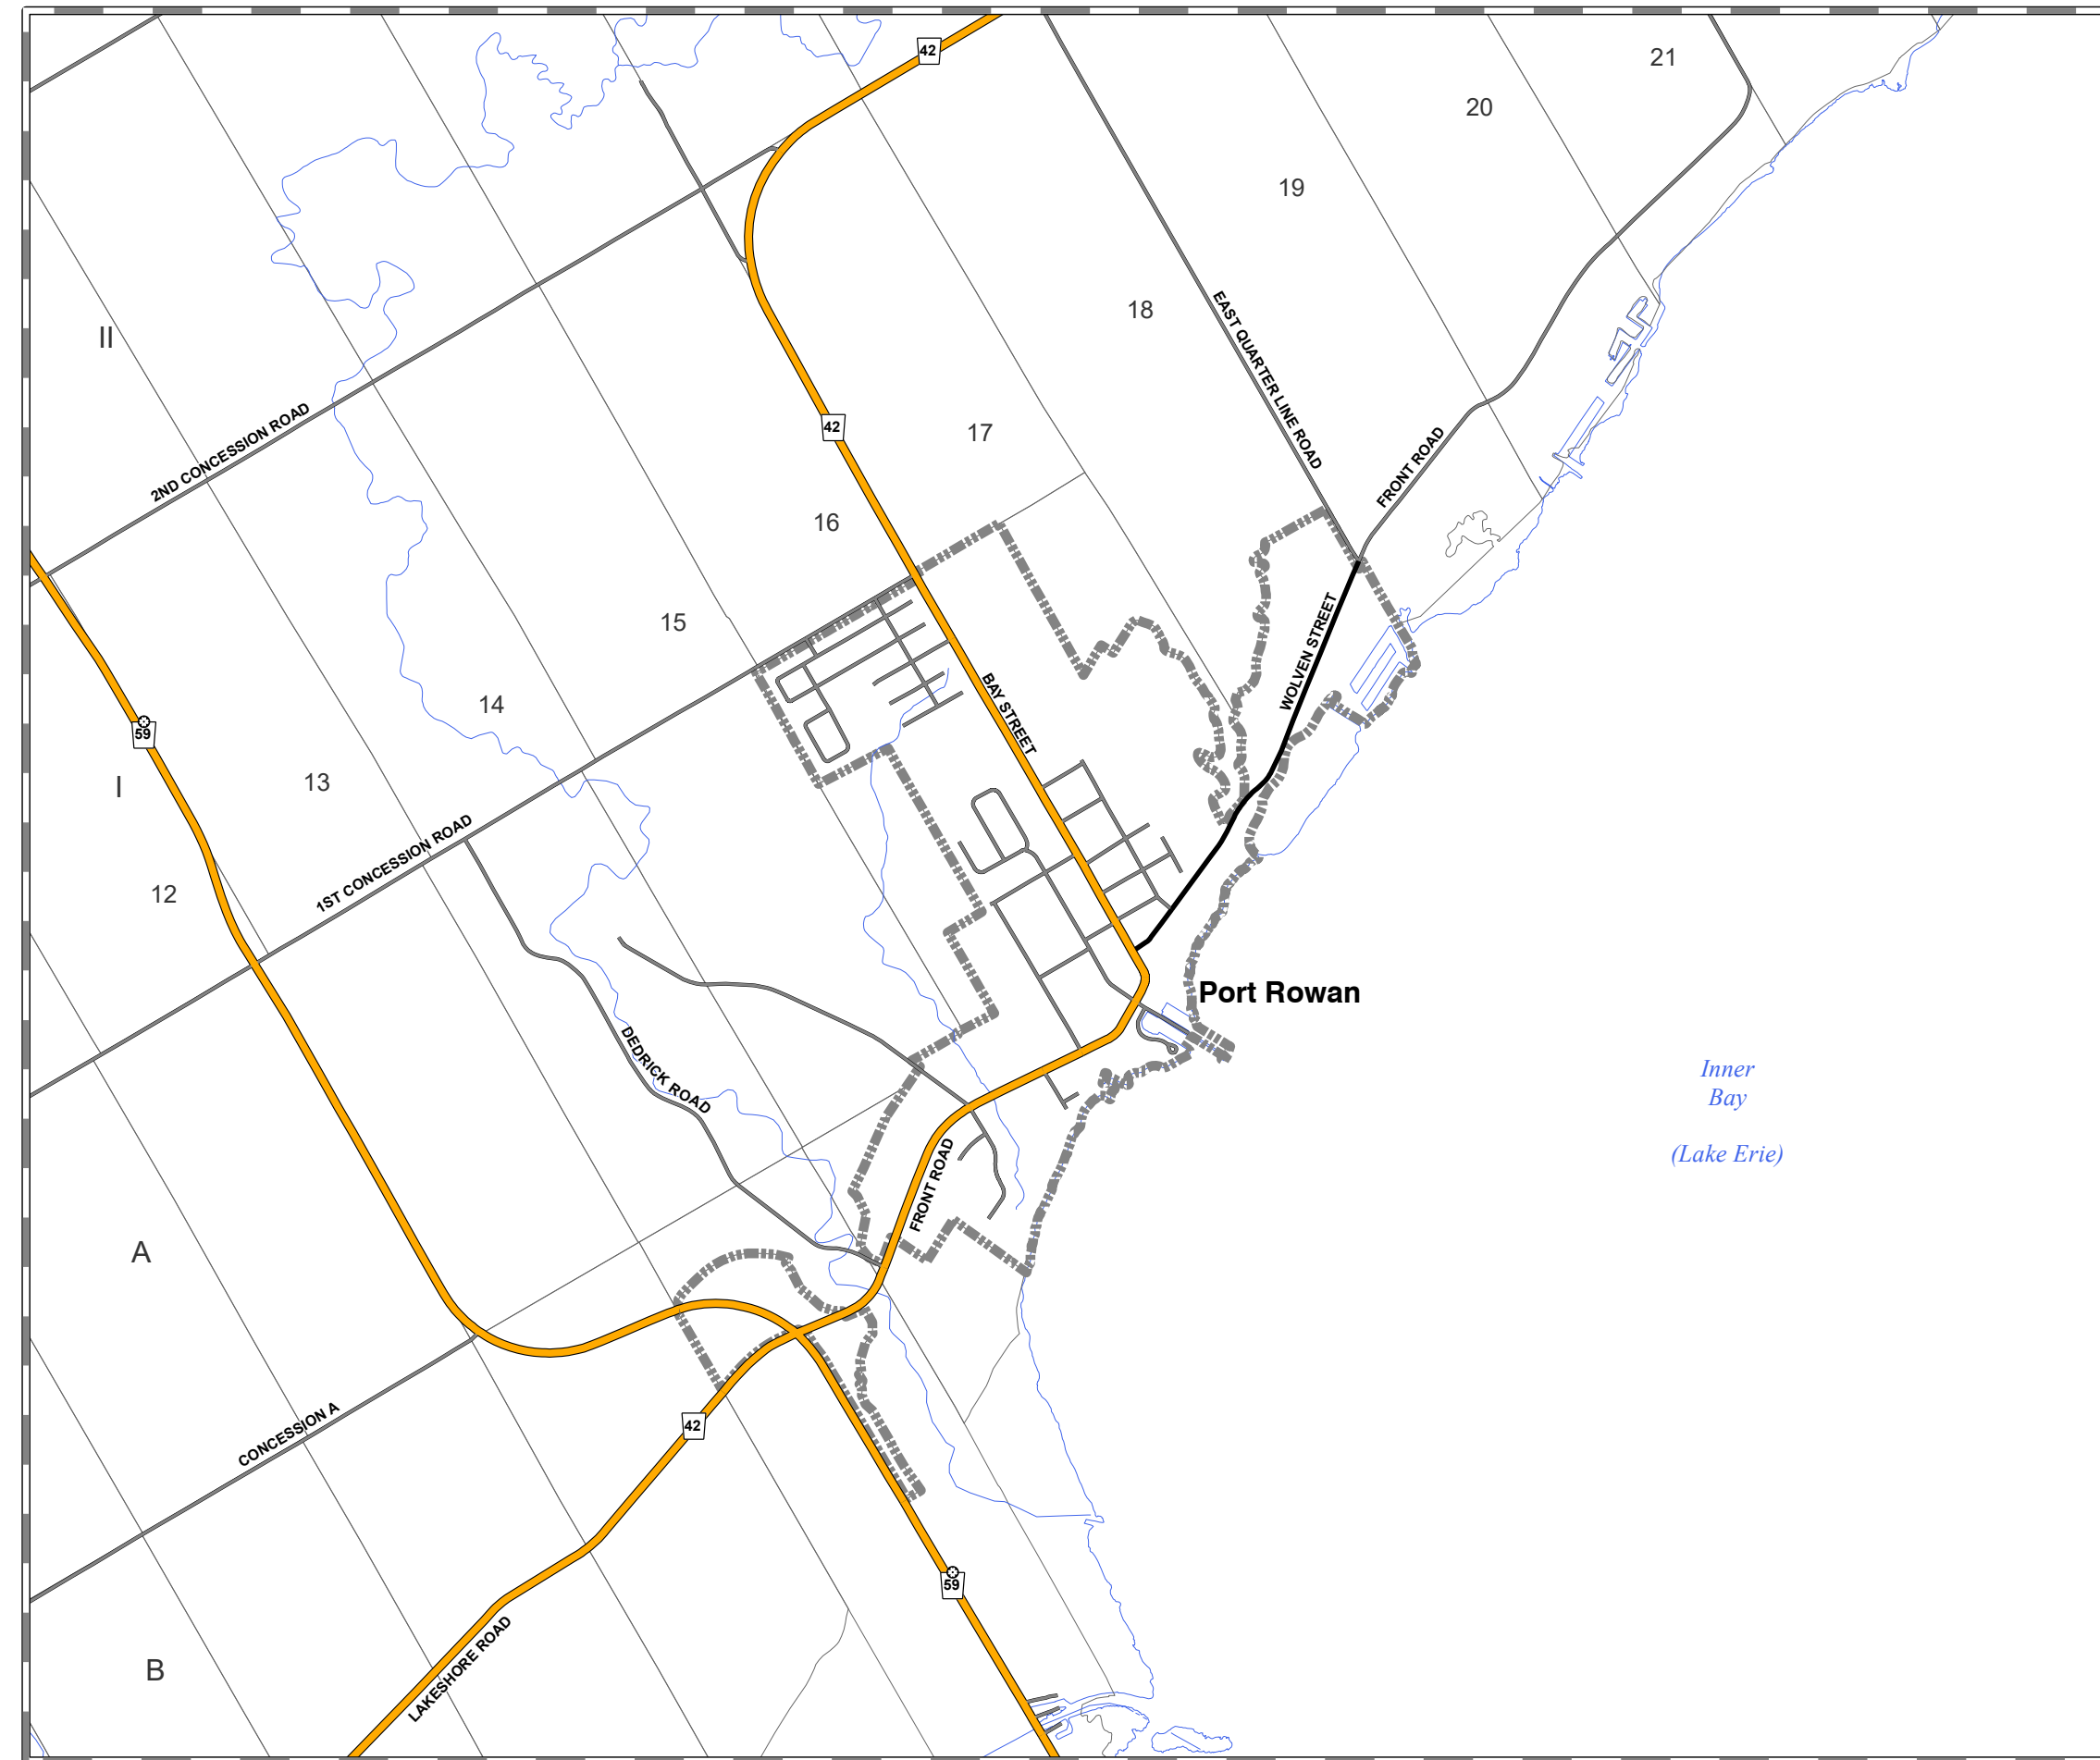 42
21
20
19
18
II
EAST QUARTER LINE ROAD
2ND CONCESSION ROAD
42
17
FRONT ROAD
16
15
WOLVEN STREET
14
BAY STREET
59
I
13
1ST CONCESSION ROAD
12
Port Rowan
DEDRICK ROAD
Inner
Bay
(Lake Erie)
FRONT ROAD
A
CONCESSION A
42
59
LAKESHORE ROAD
B